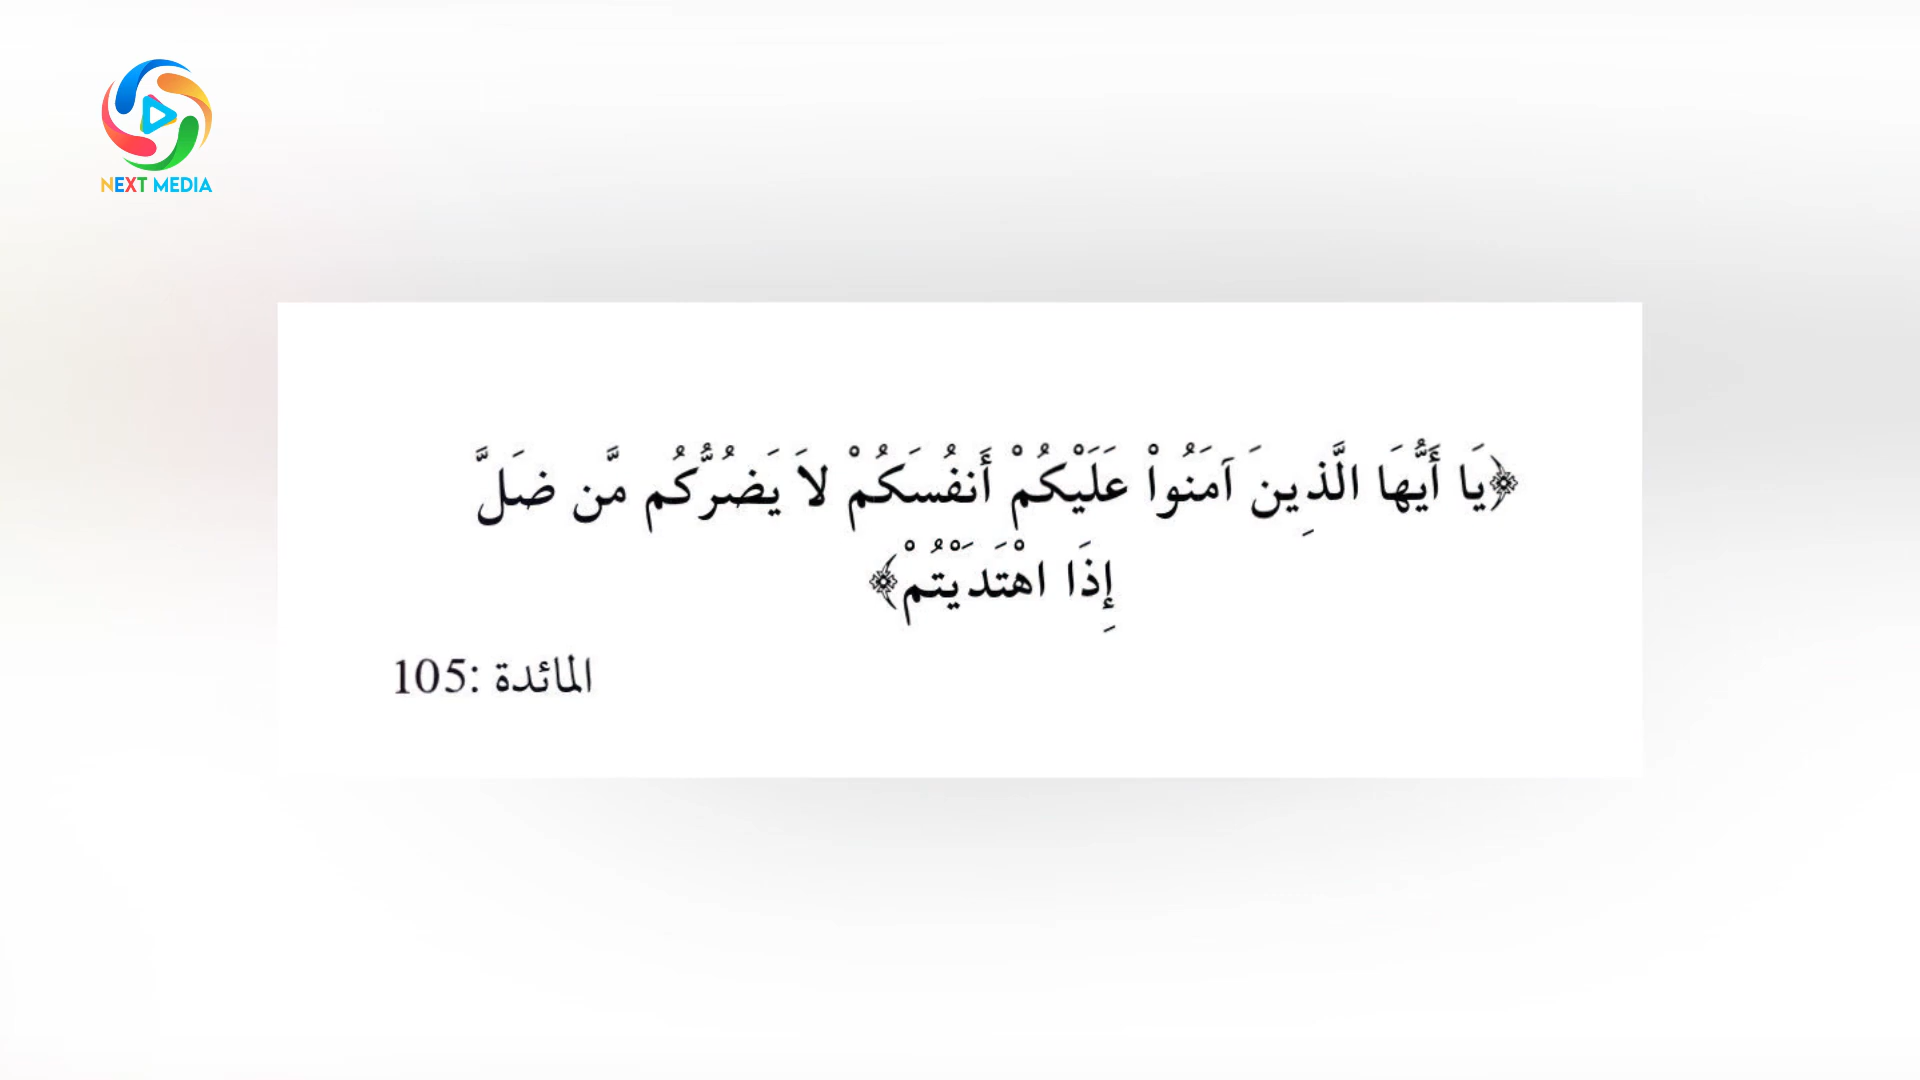 NEXT MEDIA
﴿يَا أَيُّهَا الَّذِينَ آمَنُواْ عَلَيْكُمْ أَنفُسَكُمْ لاَ يَضُرُّكُم مَّن ضَلَّ
إِذَا اهْتَدَيْتُمْ﴾
المائدة :105